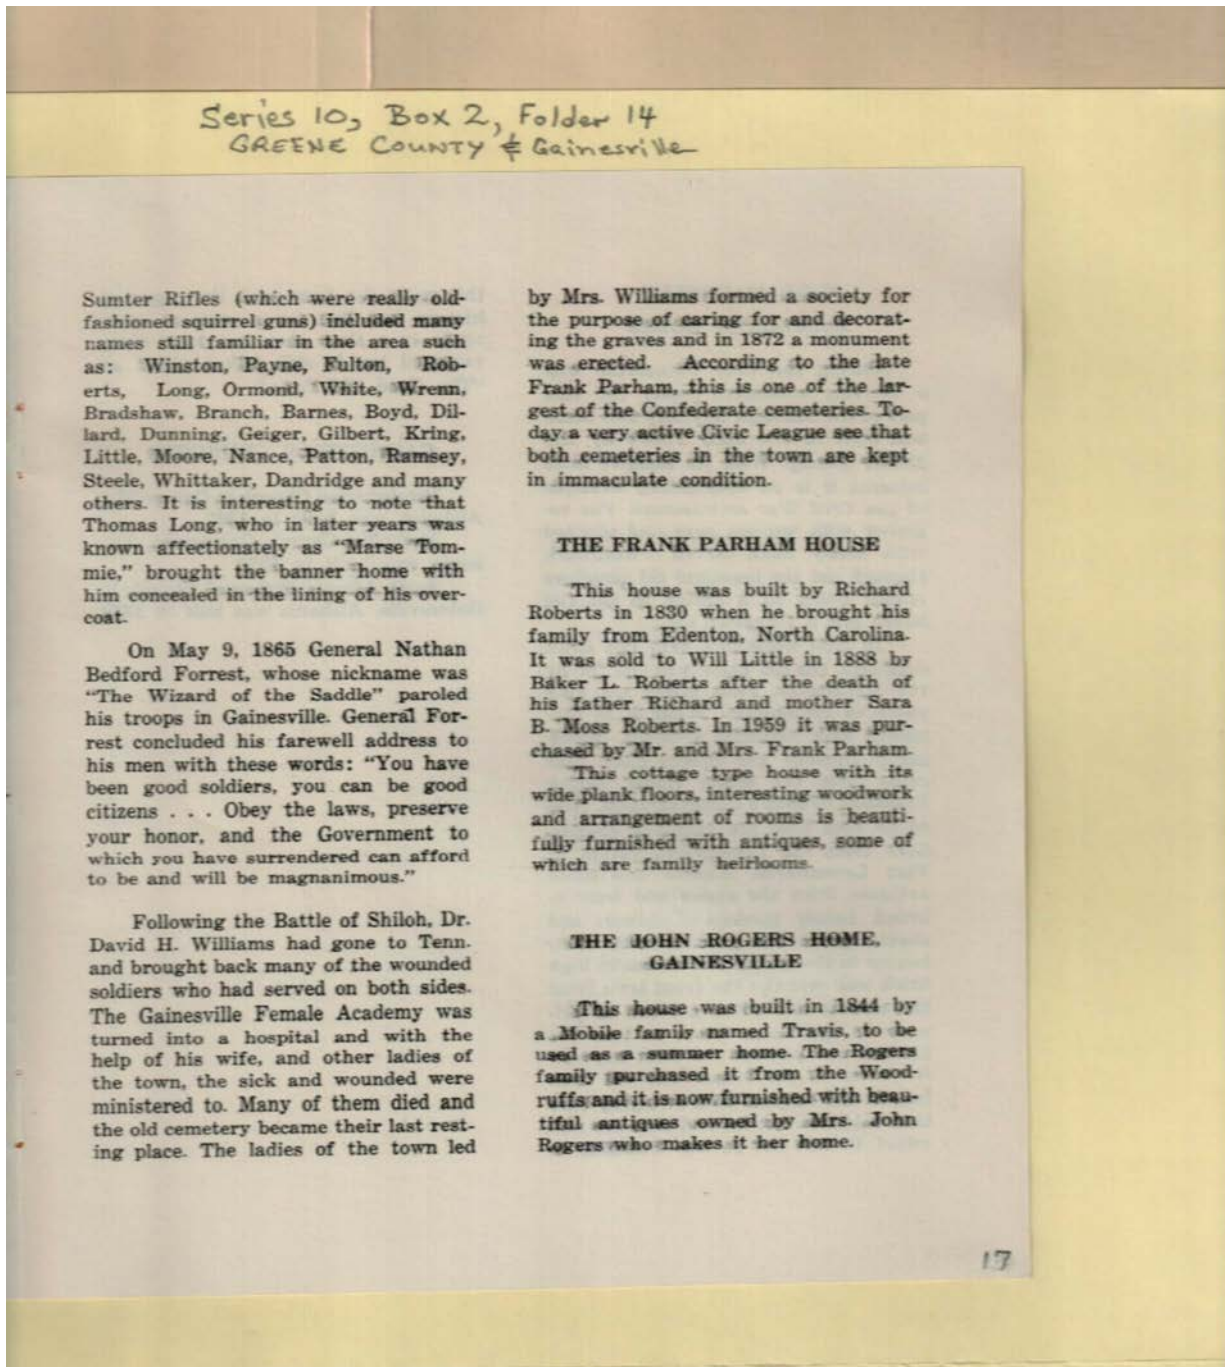 Series 10, Box 2, Folder 14
GREENE COUNTY & Gainesville
Sumter Rifles (which were really old-
fashioned squirrel guns) included many
names still familiar in the area such
as: Winston, Payne, Fulton, Rob-
erts, Long, Ormond, White, Wrenn,
Bradshaw, Branch, Barnes, Boyd, Dil-
lard, Dunning, Geiger, Gilbert, Kring,
Little, Moore, Nance, Patton, Ramsey,
Steele, Whittaker, Dandridge and many
others. It is interesting to note that
Thomas Long, who in later years was
known affectionately as "Marse Tom-
mie," brought the banner home with
him concealed in the lining of his over-
coat.
On May 9, 1865 General Nathan
Bedford Forrest, whose nickname was
"The Wizard of the Saddle" paroled
his troops in Gainesville. General For-
rest concluded his farewell address to
his men with these words: "You have
been good soldiers, you can be good
citizens . . . Obey the laws, preserve
your honor, and the Government to
which you have surrendered can afford
to be and will be magnanimous."
Following the Battle of Shiloh, Dr.
David H. Williams had gone to Tenn.
and brought back many of the wounded
soldiers who had served on both sides.
The Gainesville Female Academy was
turned into a hospital and with the
help of his wife, and other ladies of
the town, the sick and wounded were
ministered to. Many of them died and
the old cemetery became their last rest-
ing place. The ladies of the town led
by Mrs. Williams formed a society for
the purpose of caring for and decorat-
ing the graves and in 1872 a monument
was erected. According to the late
Frank Parham, this is one of the lar-
gest of the Confederate cemeteries. To-
day a very active Civic League see that
both cemeteries in the town are kept
in immaculate condition.
THE FRANK PARHAM HOUSE
This house was built by Richard
Roberts in 1830 when he brought his
family from Edenton, North Carolina.
It was sold to Will Little in 1888 by
Baker L. Roberts after the death of
his father Richard and mother Sara
B. Moss Roberts. In 1959 it was pur-
chased by Mr. and Mrs. Frank Parham.
This cottage type house with its
wide plank floors, interesting woodwork
and arrangement of rooms is beauti-
fully furnished with antiques, some of
which are family heirlooms.
THE JOHN ROGERS HOME,
GAINESVILLE
This house was built in 1844 by
a Mobile family named Travis, to be
used as a summer home. The Rogers
family purchased it from the Wood-
ruffs and it is now furnished with beau-
tiful antiques owned by Mrs. John
Rogers who makes it her home.
17